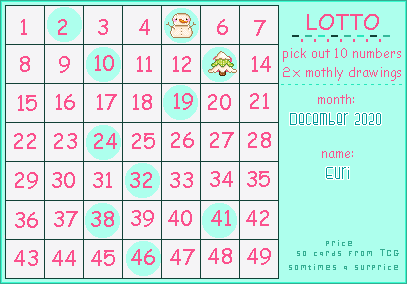 1 2 3 4 6 7
8 9 10 11 12 14
15 16 17 18 19 20 21
22 23 24 25 26 27 28
29 30 31 32 33 34 35
36 37 38 39 40 41 42
43 44 45 46 47 48 49
LOTTO
pick out 10 numbers
2x mothly drawings
month:
December 2020
name:
Euri
Price
50 cards from TCG
somtimes a surprice